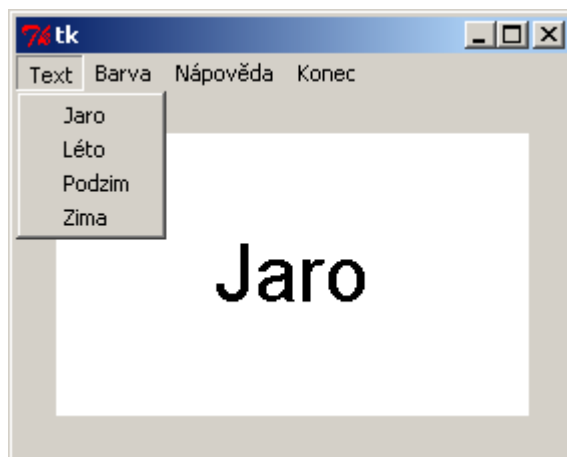 tk
Text Barva Nápověda Konec
Jaro
Léto
Podzim
Zima
Jaro